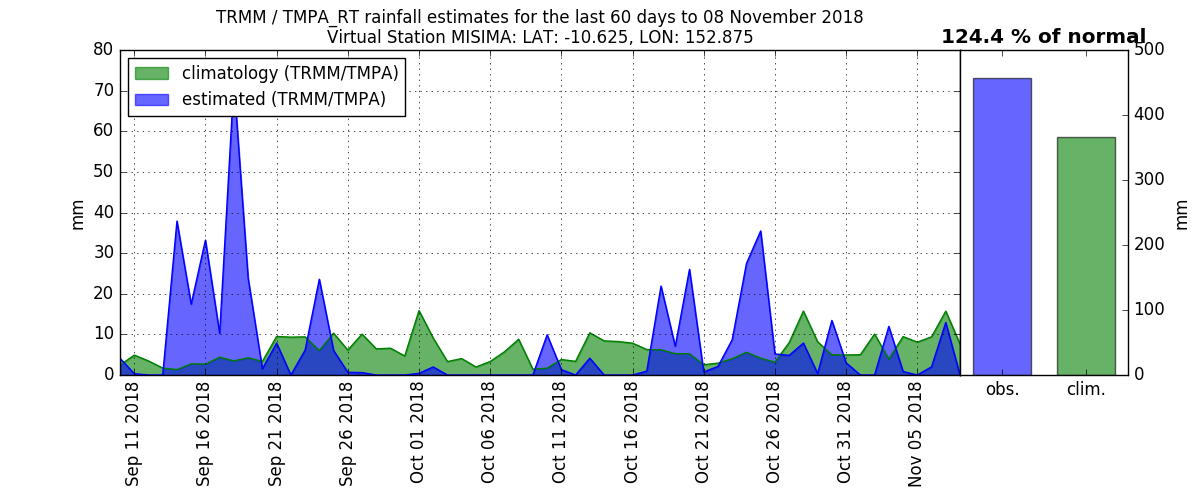 TRMM / TMPA_RT rainfall estimates for the last 60 days to 08 November 2018
Virtual Station MISIMA: LAT: -10.625, LON: 152.875
124.4 % of normal
climatology (TRMM/TMPA)
estimated (TRMM/TMPA)
80
70
60
50
40
30
20
10
0
mm
Sep 11 2018
Sep 16 2018
Sep 21 2018
Sep 26 2018
Oct 01 2018
Oct 06 2018
Oct 11 2018
Oct 16 2018
Oct 21 2018
Oct 26 2018
Oct 31 2018
Nov 05 2018
obs.
clim.
500
400
300
200
100
0
mm